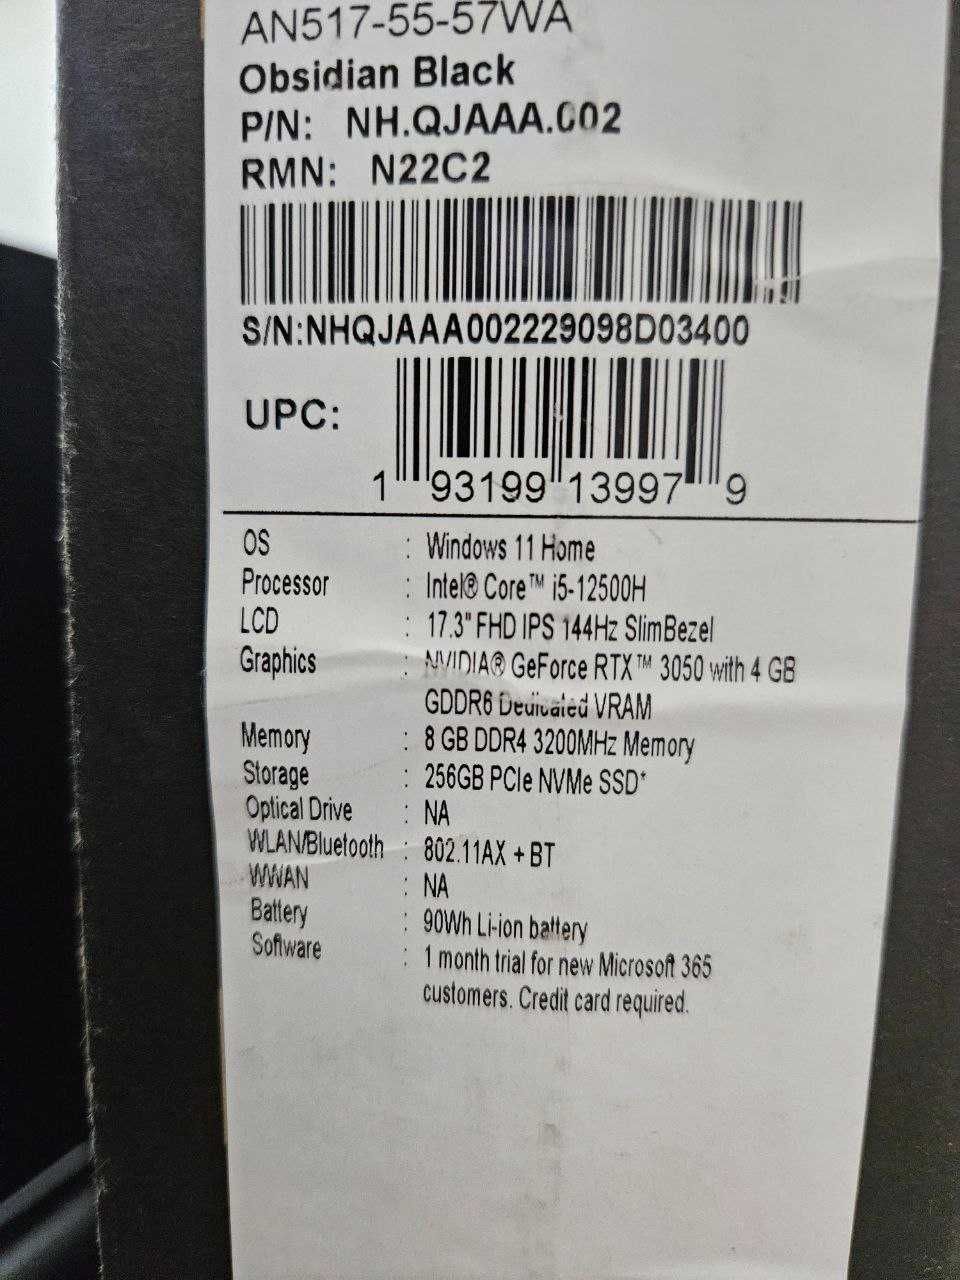 AN517-55-57WA
Obsidian Black
P/N: NH.QJAAA.002
RMN: N22C2
S/N:NHQJAAA002229098D03400
UPC:
1 93199 13997 9
OS : Windows 11 Home
Processor : Intel® Core™ i5-12500H
LCD : 17.3" FHD IPS 144Hz SlimBezel
Graphics : NVIDIA® GeForce RTX™ 3050 with 4 GB
GDDR6 Dedicated VRAM
Memory : 8 GB DDR4 3200MHz Memory
Storage : 256GB PCIe NVMe SSD*
Optical Drive : NA
WLAN/Bluetooth : 802.11AX + BT
WWAN : NA
Battery : 90Wh Li-ion battery
Software : 1 month trial for new Microsoft 365
customers. Credit card required.